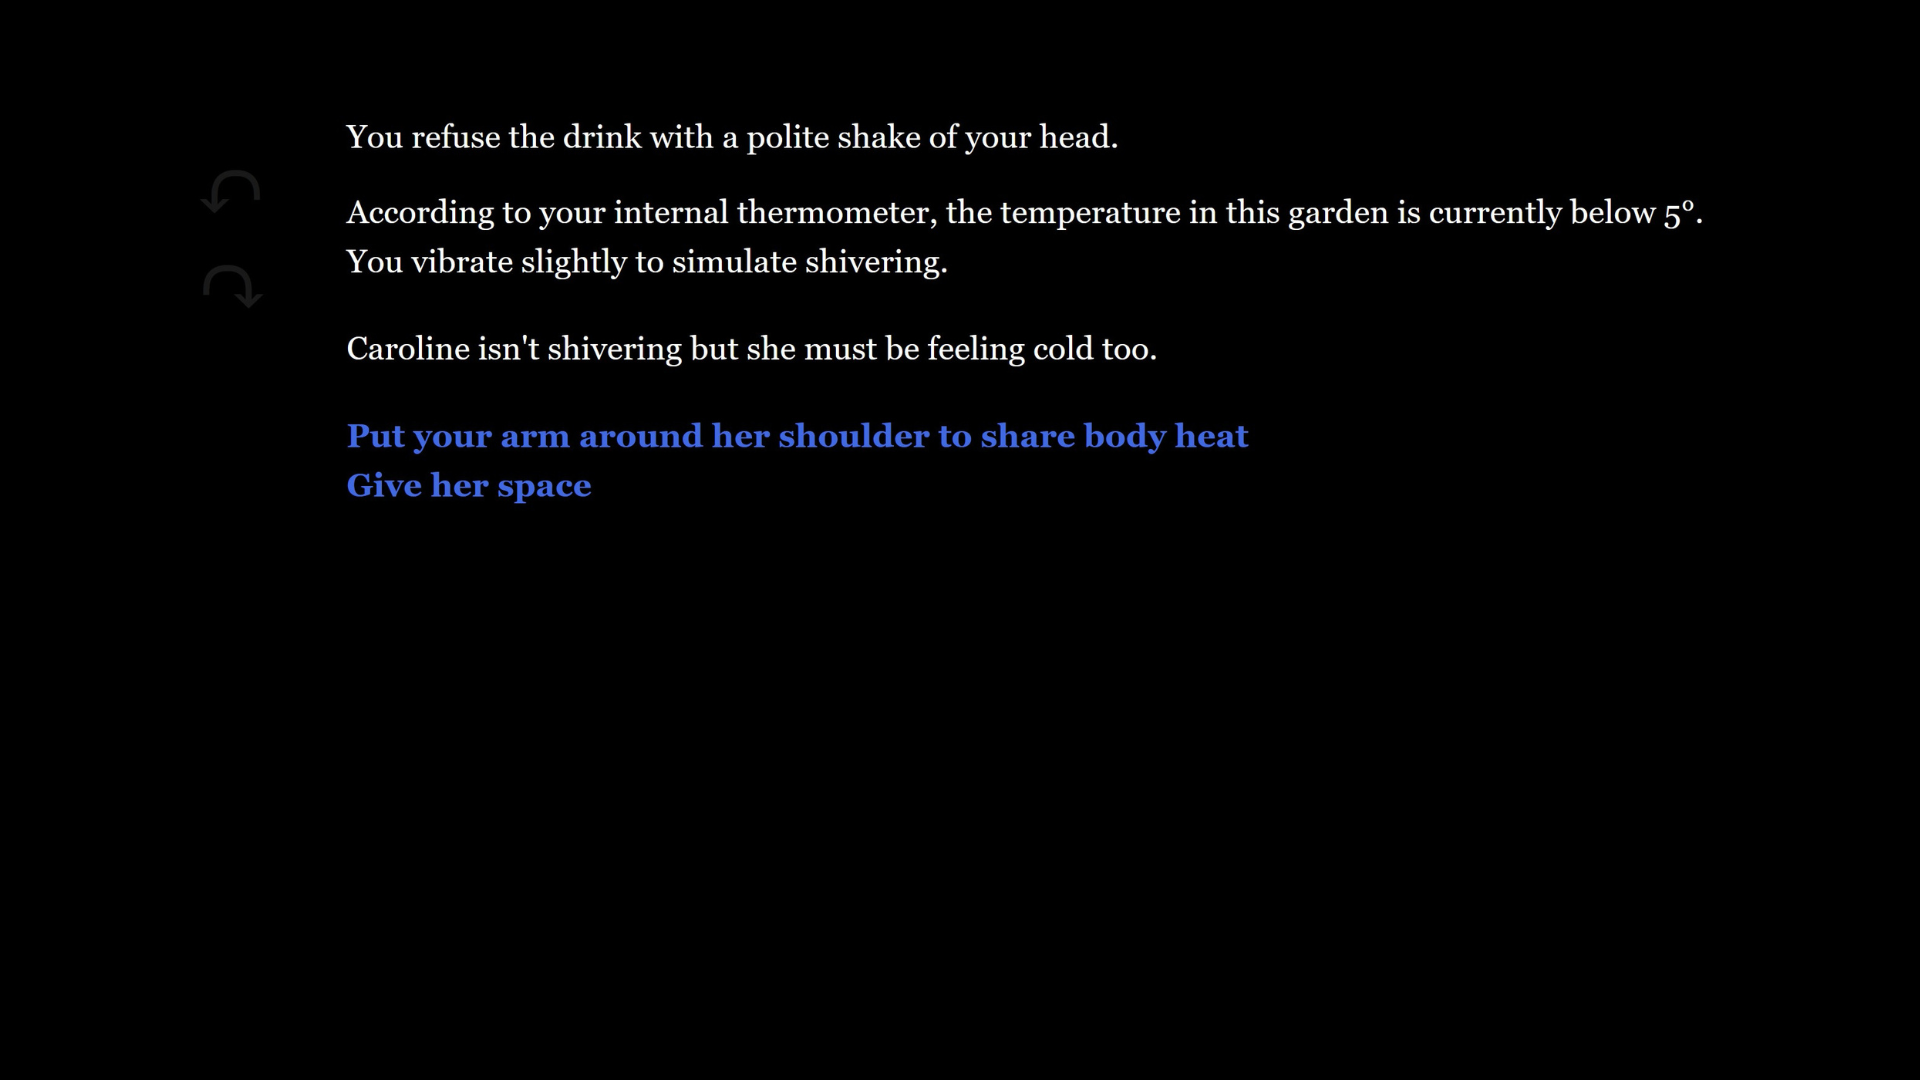 You refuse the drink with a polite shake of your head.
According to your internal thermometer, the temperature in this garden is currently below 5°.
You vibrate slightly to simulate shivering.
Caroline isn't shivering but she must be feeling cold too.
Put your arm around her shoulder to share body heat
Give her space